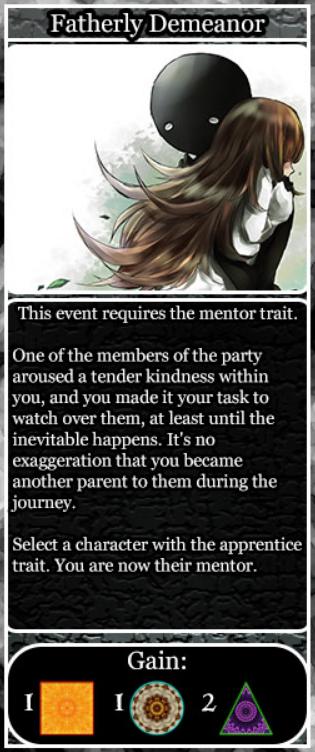 Fatherly Demeanor
This event requires the mentor trait.
One of the members of the party
aroused a tender kindness within
you, and you made it your task to
watch over them, at least until the
inevitable happens. It's no
exaggeration that you became
another parent to them during the
journey.
Select a character with the apprentice
trait. You are now their mentor.
Gain:
1 1 2